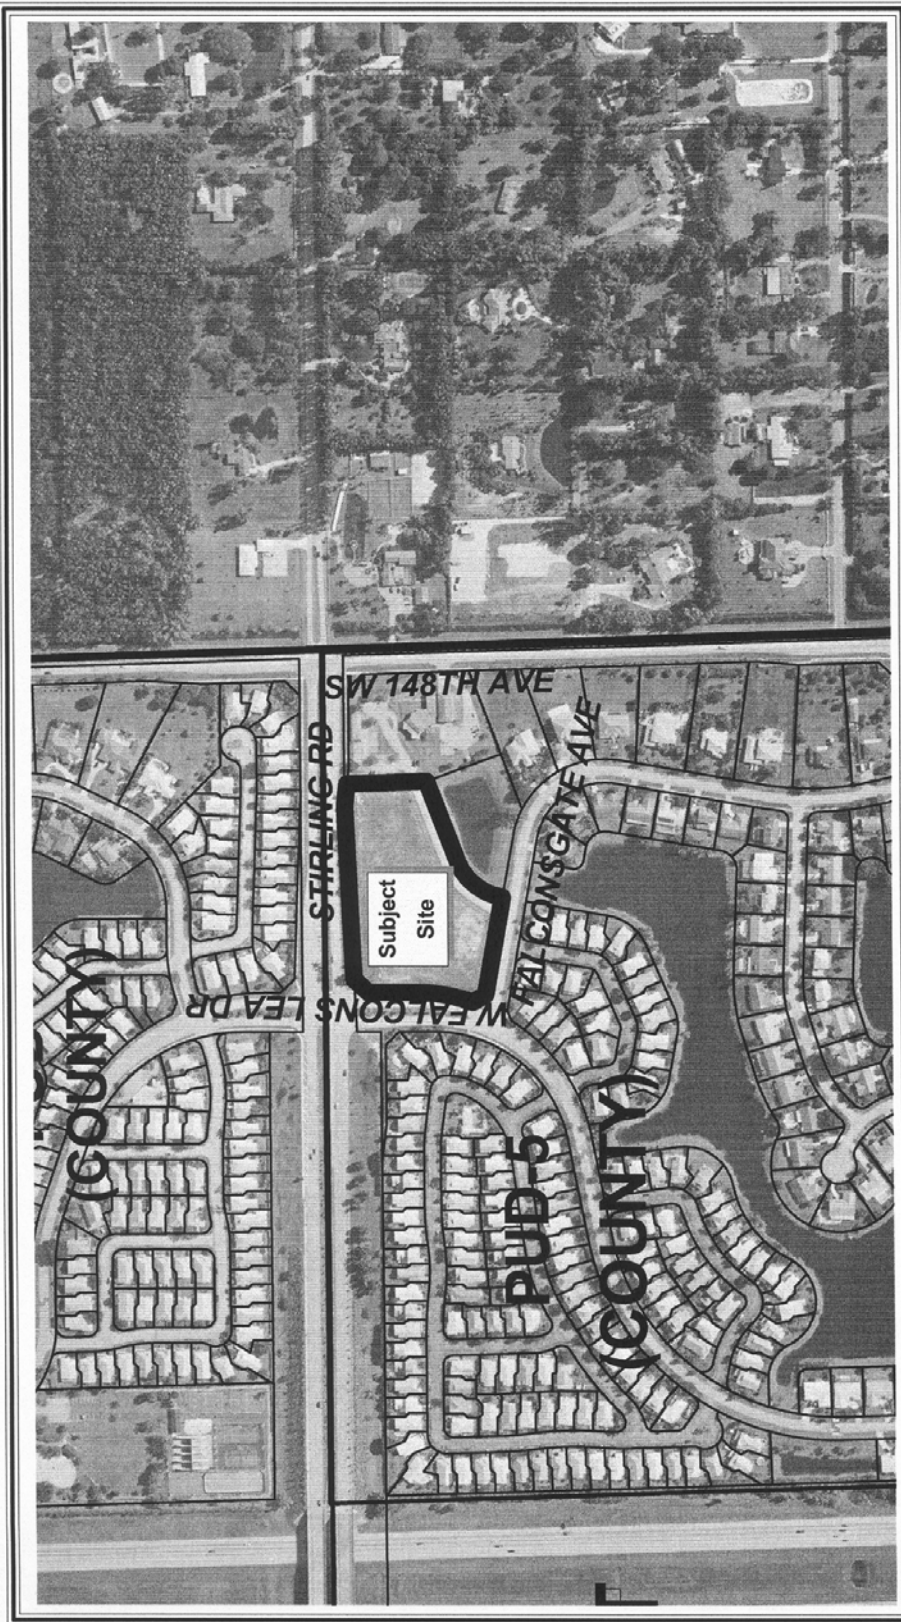 SW 148TH AVE
STIRLING RD
FALCONSGATE AVE
Subject
Site
W FALCONS LEA DR
(COUNTY)
PUD-5
(COUNTY)